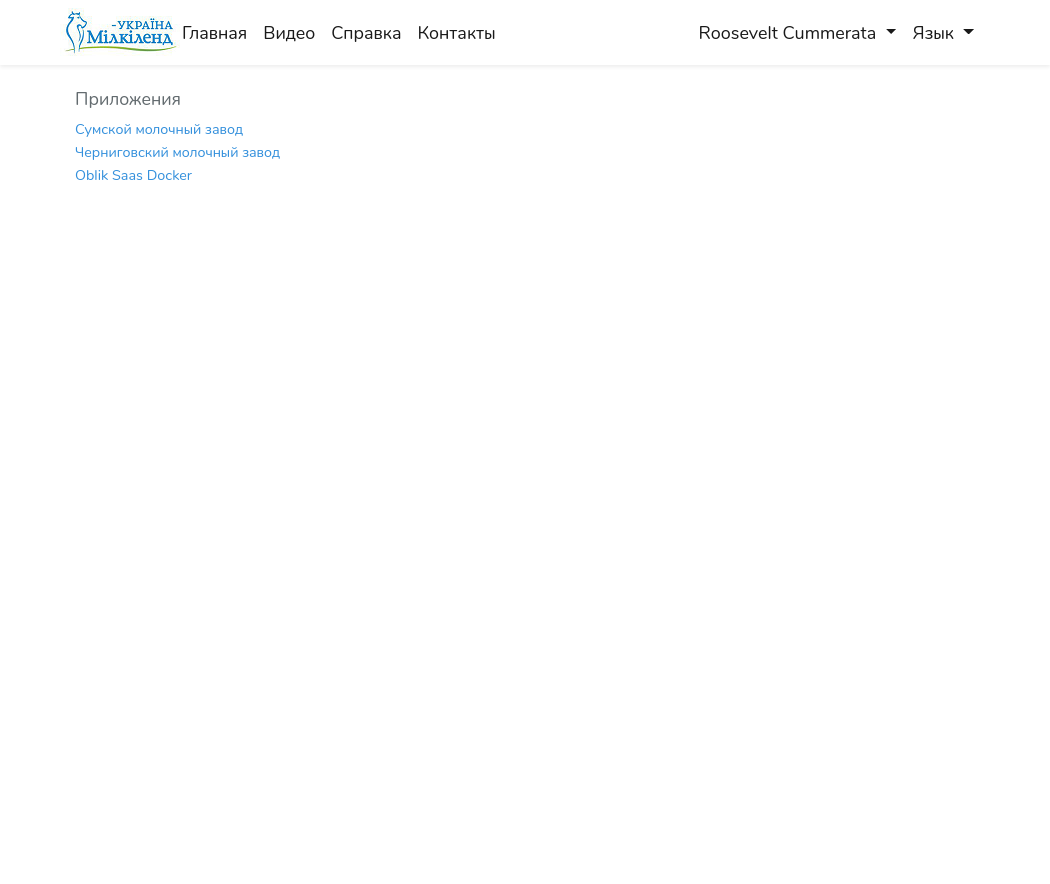 -УКРАЇНА
Мілкіленд
Главная Видео Справка Контакты Roosevelt Cummerata Язык
Приложения
Сумской молочный завод
Черниговский молочный завод
Oblik Saas Docker